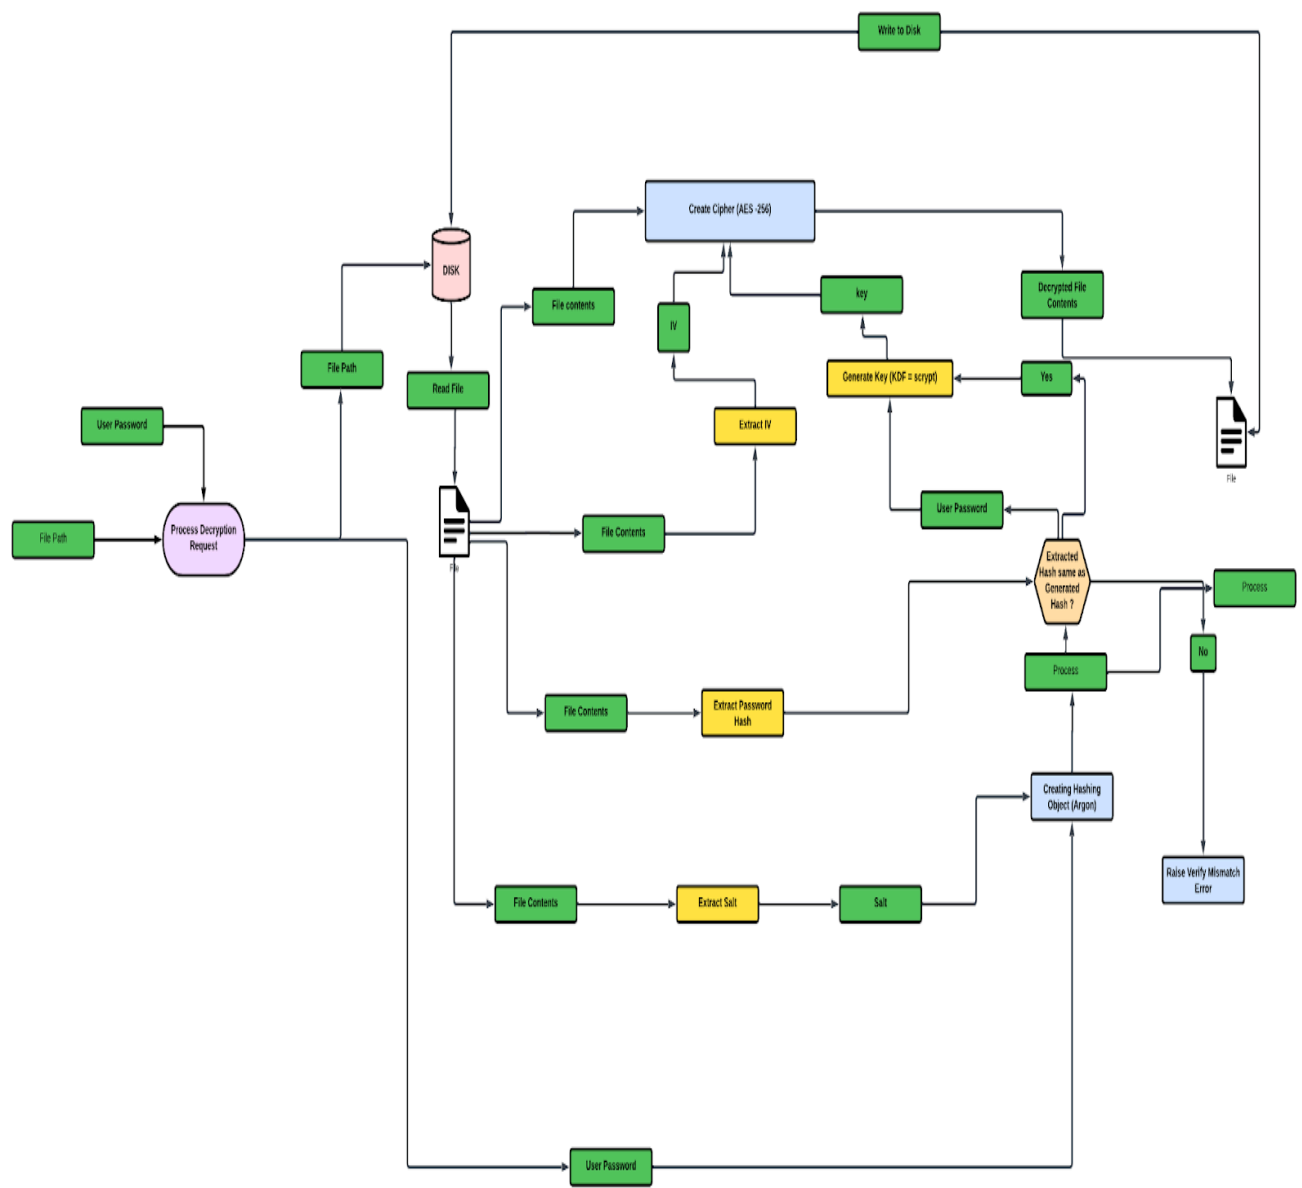 Write to Disk
Create Cipher (AES -256)
DISK
key
Decrypted File
Contents
File contents
IV
File Path
Read File
Generate Key (KDF = scrypt)
Yes
User Password
Extract IV
File
User Password
File Path
Process Decryption
Request
File Contents
File
Extracted
Hash same as
Generated
Hash ?
Process
No
Process
File Contents
Extract Password
Hash
Creating Hashing
Object (Argon)
Raise Verify Mismatch
Error
File Contents
Extract Salt
Salt
User Password